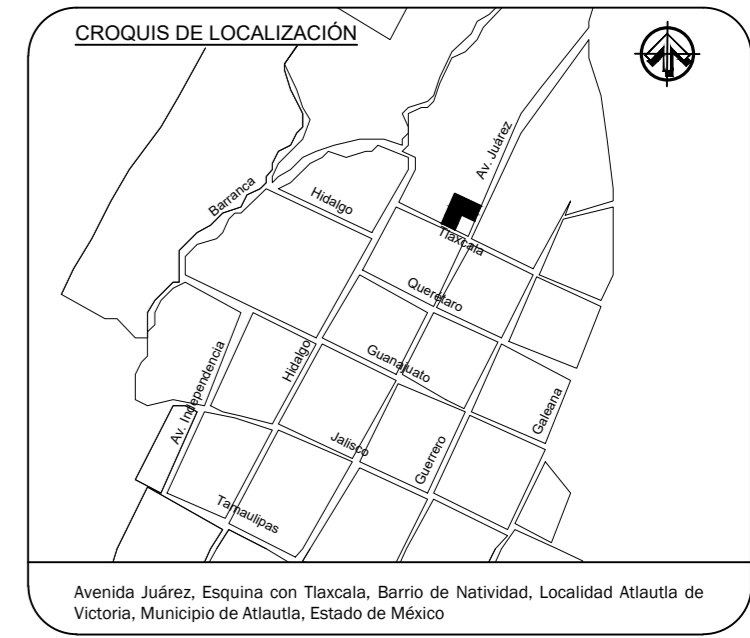 CROQUIS DE LOCALIZACIÓN
Av. Juárez
Barranca
Hidalgo
Tlaxcala
Querétaro
Guanajuato
Hidalgo
Av. Independencia
Galeana
Jalisco
Guerrero
Tamaulipas
Avenida Juárez, Esquina con Tlaxcala, Barrio de Natividad, Localidad Atlautla de
Victoria, Municipio de Atlautla, Estado de México